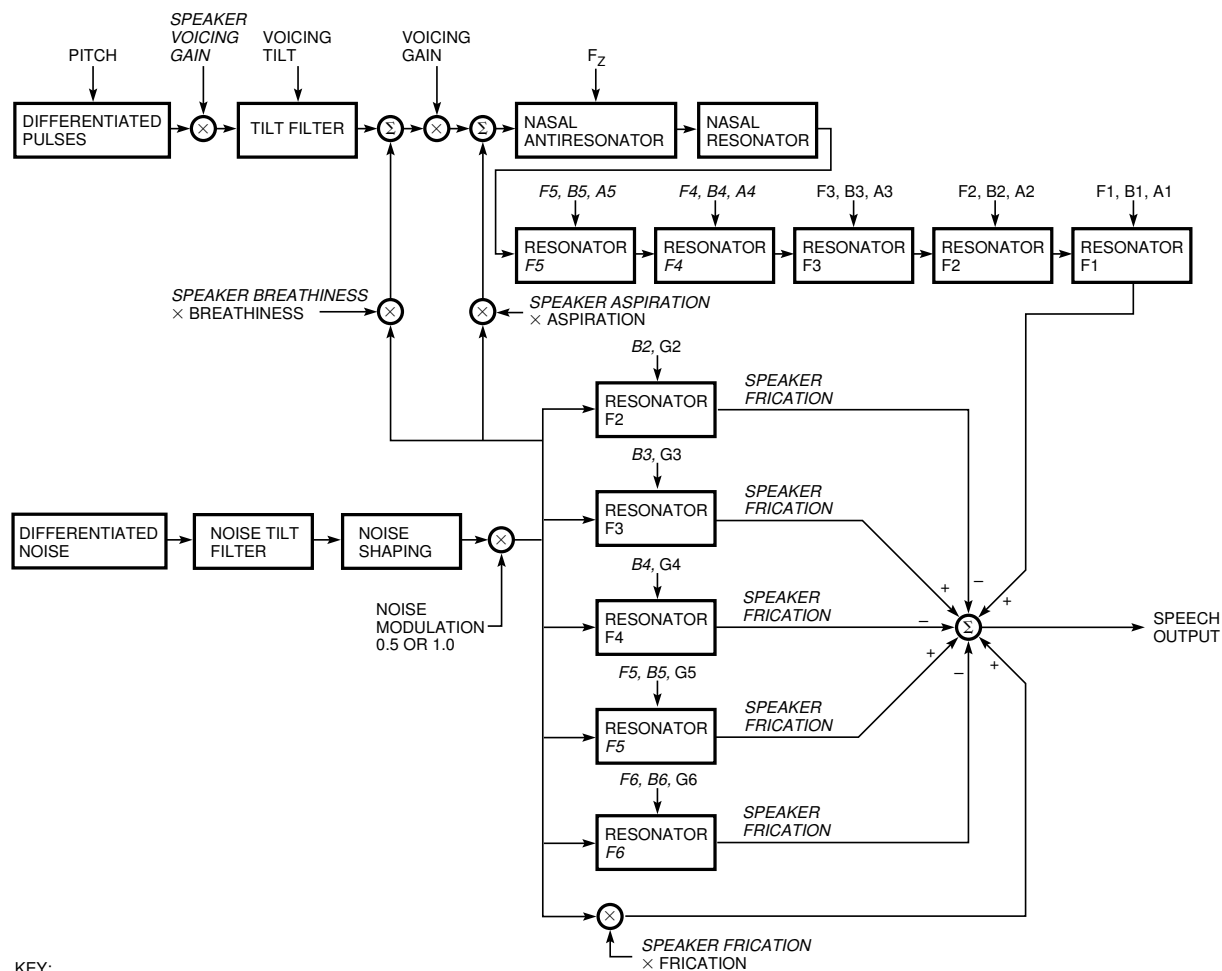 SPEAKER
VOICING
GAIN
PITCH
VOICING
TILT
VOICING
GAIN
FZ
DIFFERENTIATED
PULSES
×
TILT FILTER
Σ
×
Σ
NASAL
ANTIRESONATOR
NASAL
RESONATOR
F5, B5, A5
F4, B4, A4
F3, B3, A3
F2, B2, A2
F1, B1, A1
RESONATOR
F5
RESONATOR
F4
RESONATOR
F3
RESONATOR
F2
RESONATOR
F1
SPEAKER BREATHINESS
× BREATHINESS
×
×
SPEAKER ASPIRATION
× ASPIRATION
B2, G2
RESONATOR
F2
SPEAKER
FRICATION
B3, G3
RESONATOR
F3
SPEAKER
FRICATION
DIFFERENTIATED
NOISE
NOISE TILT
FILTER
NOISE
SHAPING
×
NOISE
MODULATION
0.5 OR 1.0
B4, G4
RESONATOR
F4
SPEAKER
FRICATION
+
–
+
–
Σ
+
–
+
SPEECH
OUTPUT
F5, B5, G5
RESONATOR
F5
SPEAKER
FRICATION
F6, B6, G6
RESONATOR
F6
SPEAKER
FRICATION
×
SPEAKER FRICATION
× FRICATION
KEY: